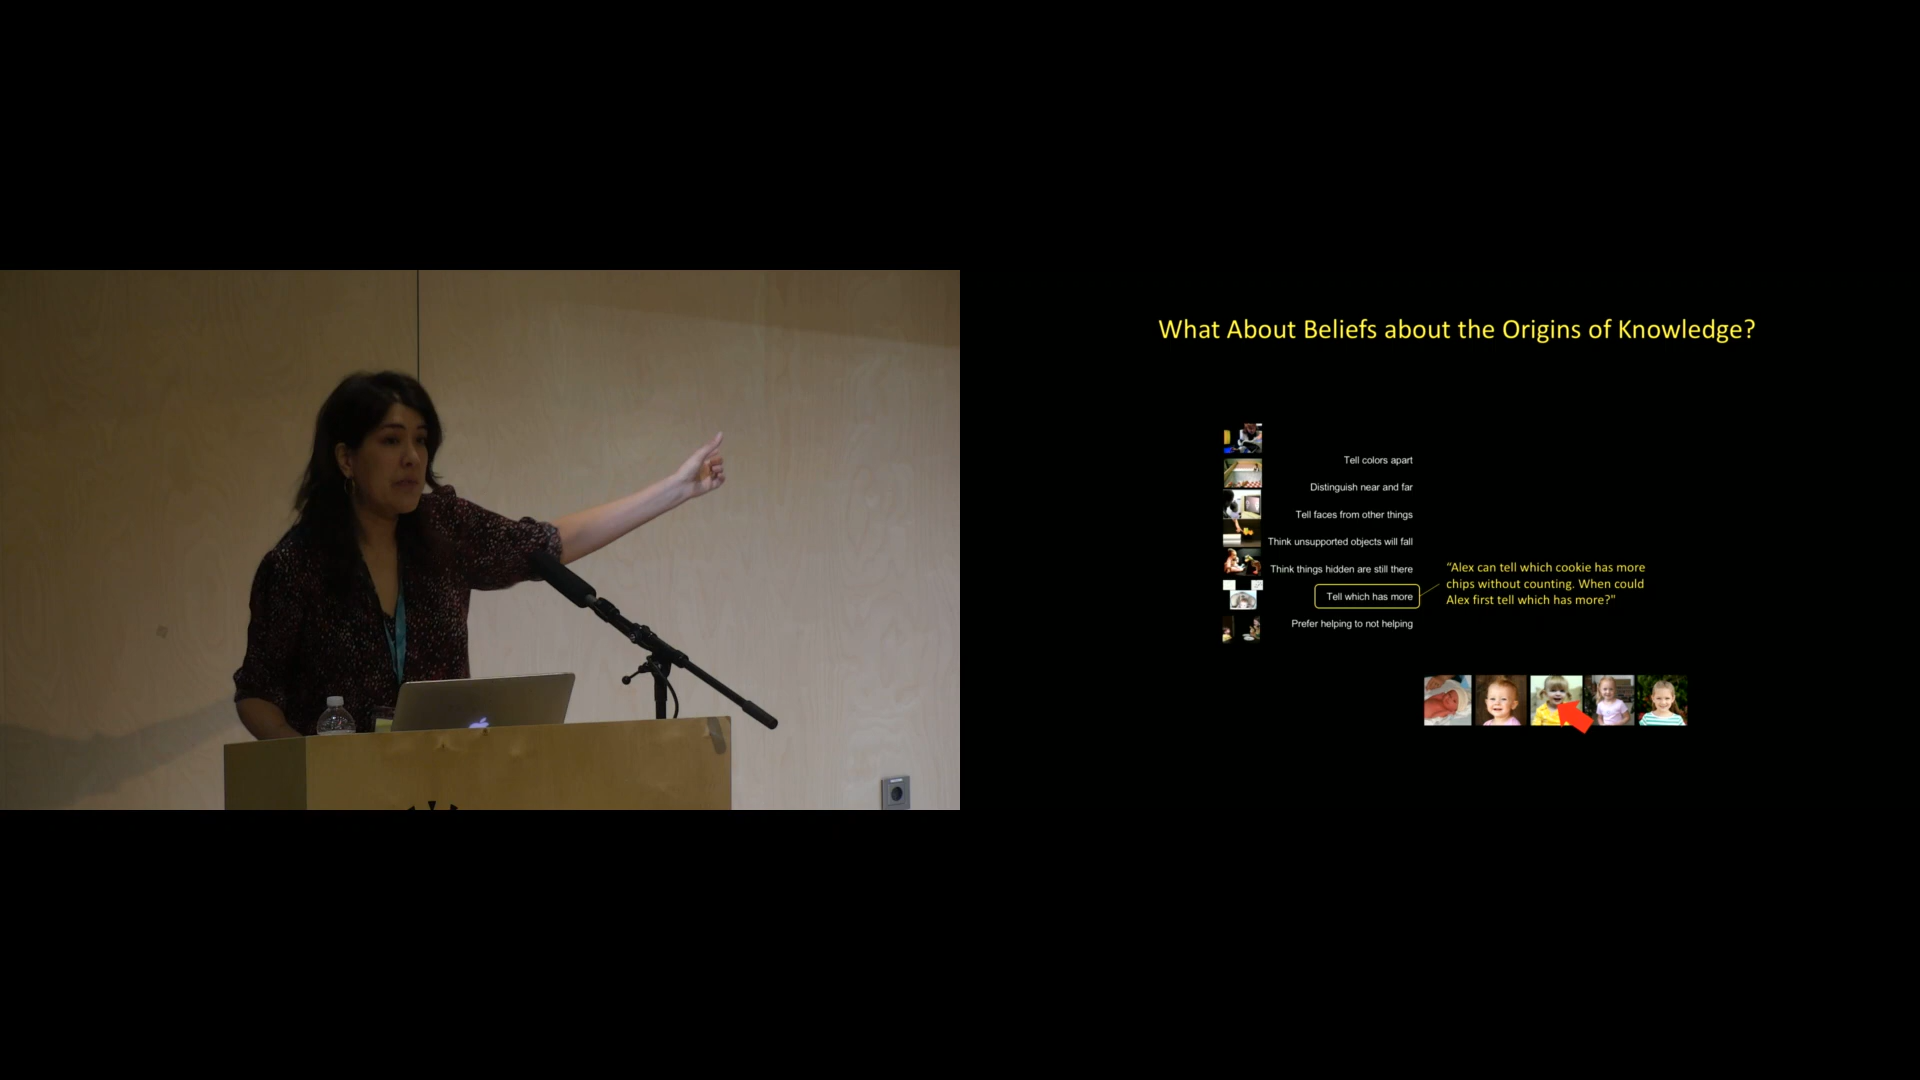 What About Beliefs about the Origins of Knowledge?
Tell colors apart
Distinguish near and far
Tell faces from other things
Think unsupported objects will fall
Think things hidden are still there
Tell which has more
Prefer helping to not helping
“Alex can tell which cookie has more
chips without counting. When could
Alex first tell which has more?"